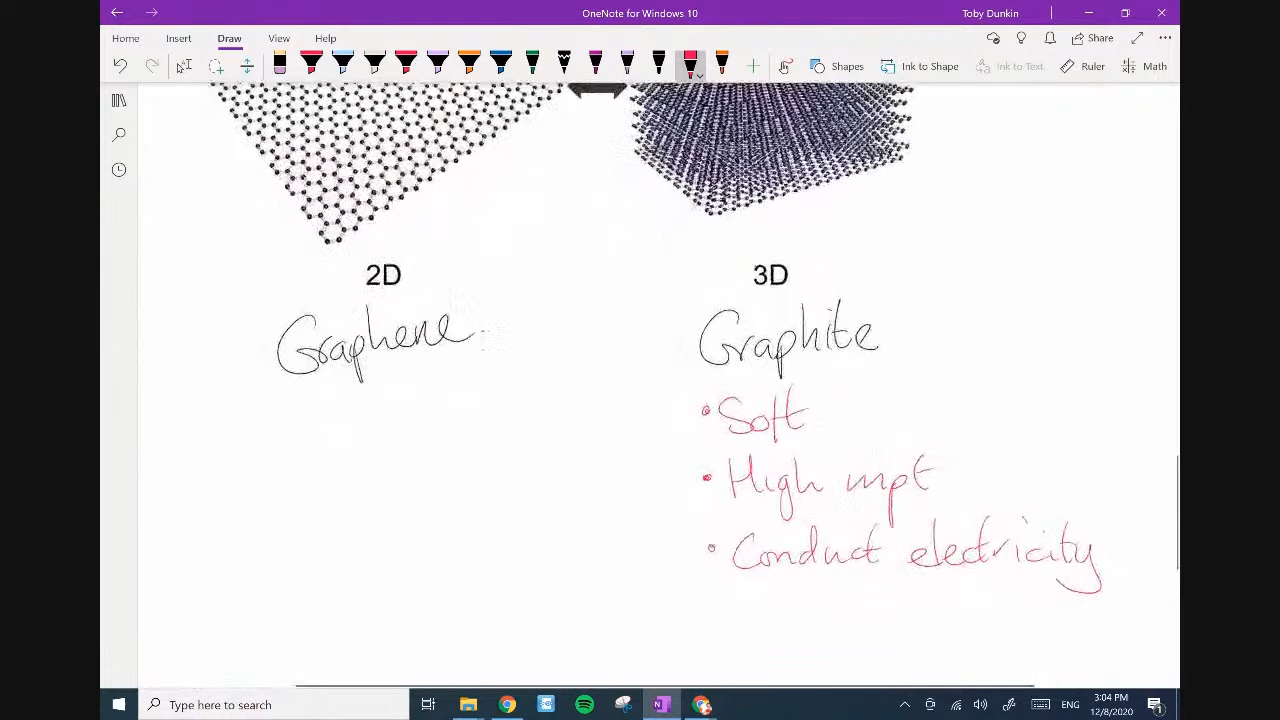 OneNote for Windows 10
Toby Dunkin
Home Insert Draw View Help
Share
Shapes Ink to Shape Ink to Text Ruler Math
2D 3D
Graphene Graphite
• Soft
• High mpt
• Conduct electricity
Type here to search
ENG
3:04 PM
12/8/2020